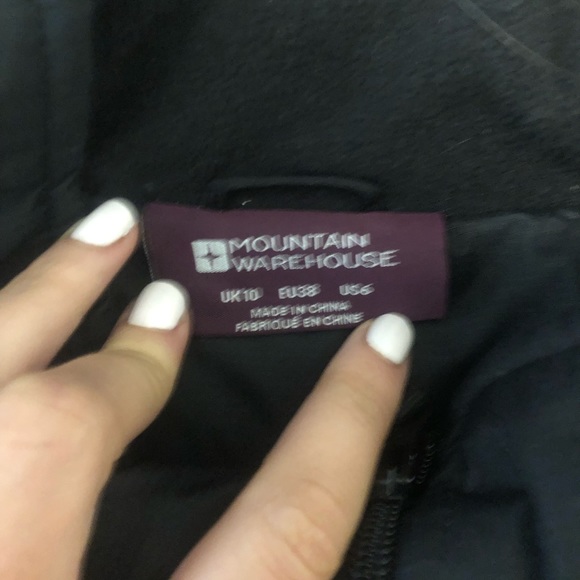 MOUNTAIN
WAREHOUSE
UK10 EU38 US6
MADE IN CHINA
FABRIQUÉ EN CHINE